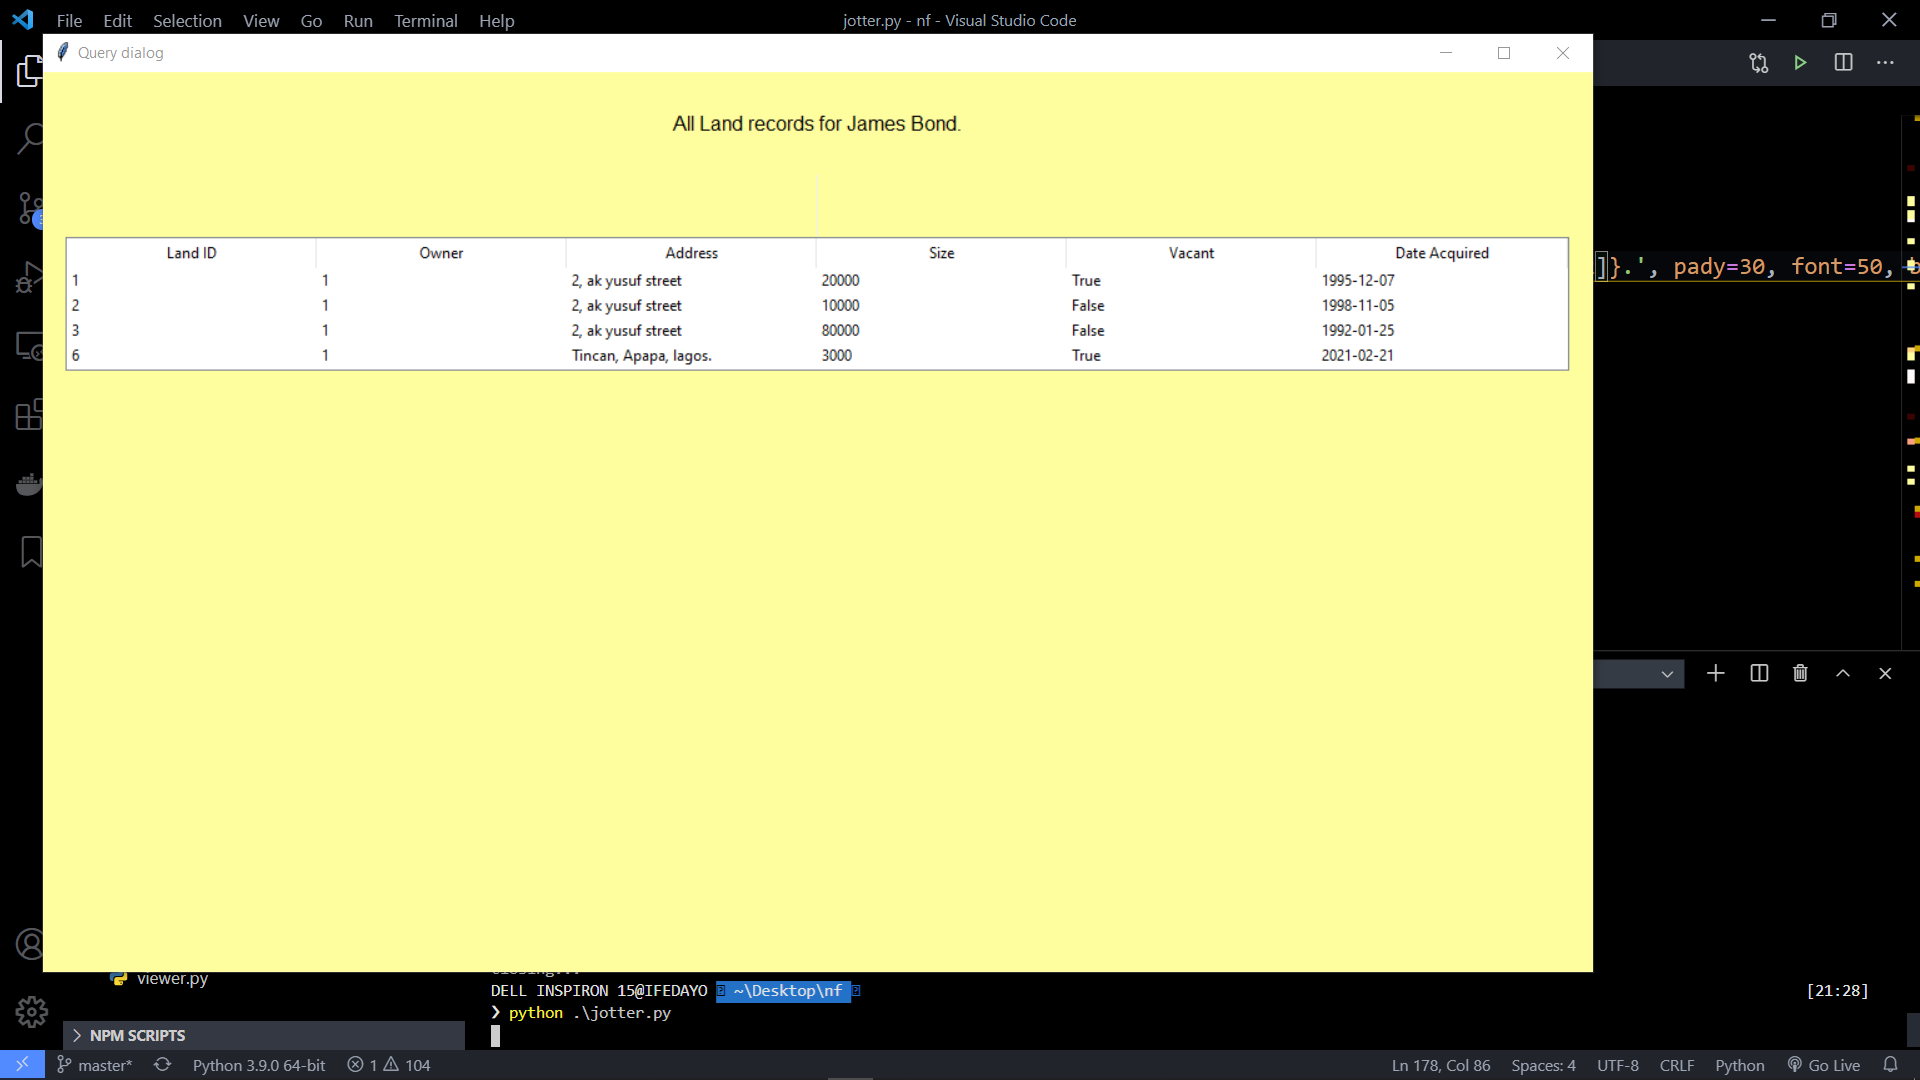 File Edit Selection View Go Run Terminal Help
jotter.py - nf - Visual Studio Code
Query dialog
All Land records for James Bond.
Land ID Owner Address Size Vacant Date Acquired
1 1 2, ak yusuf street 20000 True 1995-12-07
2 1 2, ak yusuf street 10000 False 1998-11-05
3 1 2, ak yusuf street 80000 False 1992-01-25
6 1 Tincan, Apapa, lagos. 3000 True 2021-02-21
]}.', pady=30, font=50,
viewer.py
DELL INSPIRON 15@IFEDAYO ~\Desktop\nf [21:28]
❯ python .\jotter.py
NPM SCRIPTS
master* Python 3.9.0 64-bit 1 104 Ln 178, Col 86 Spaces: 4 UTF-8 CRLF Python Go Live